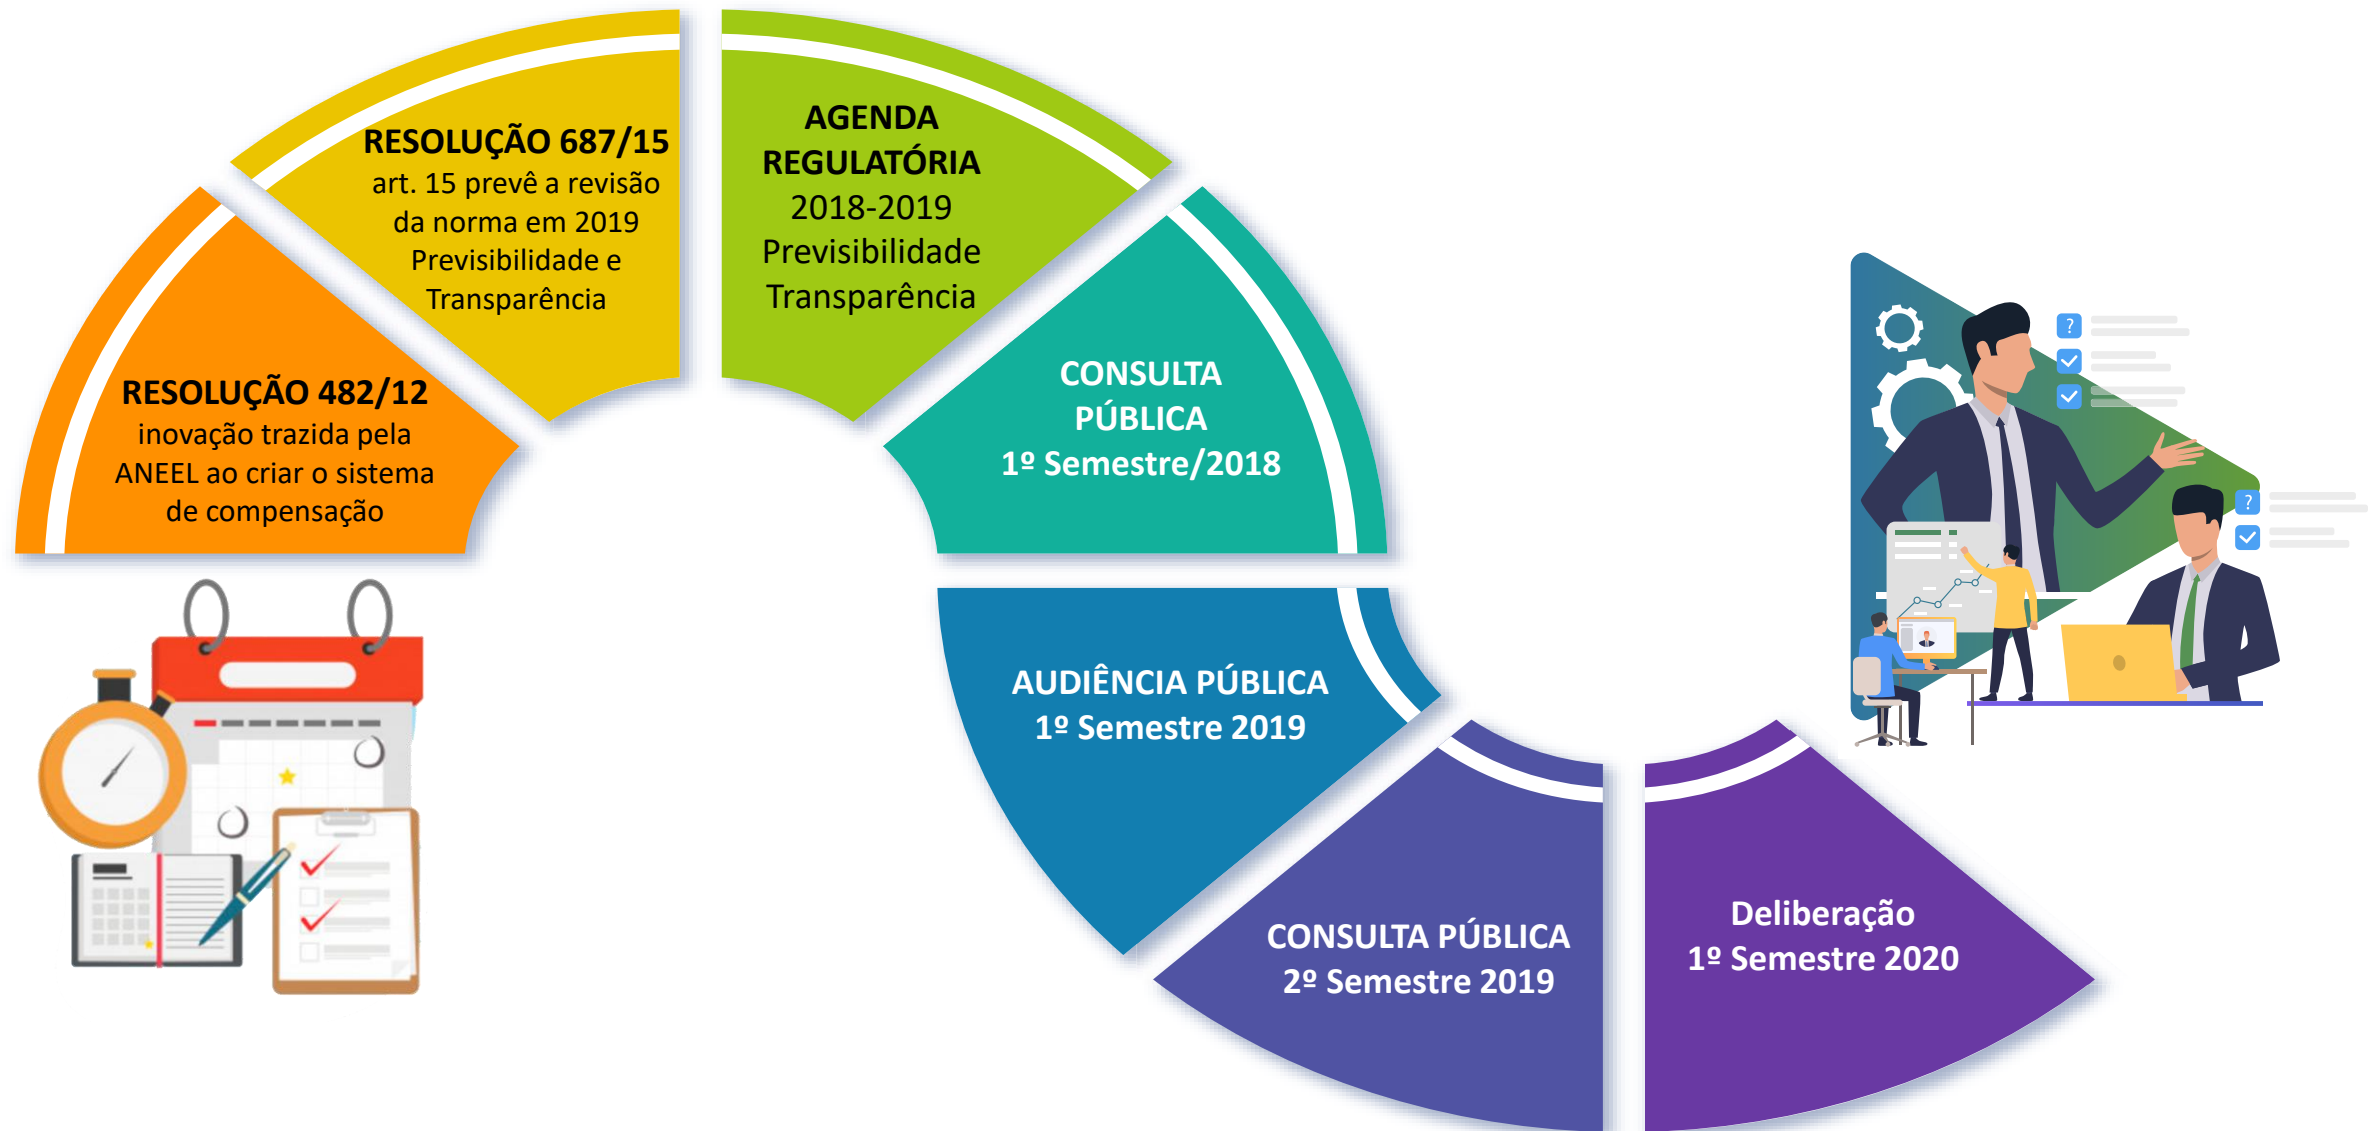 RESOLUÇÃO 482/12
inovação trazida pela
ANEEL ao criar o sistema
de compensação
RESOLUÇÃO 687/15
art. 15 prevê a revisão
da norma em 2019
Previsibilidade e
Transparência
AGENDA
REGULATÓRIA
2018-2019
Previsibilidade
Transparência
CONSULTA
PÚBLICA
1º Semestre/2018
AUDIÊNCIA PÚBLICA
1º Semestre 2019
CONSULTA PÚBLICA
2º Semestre 2019
Deliberação
1º Semestre 2020
?
?